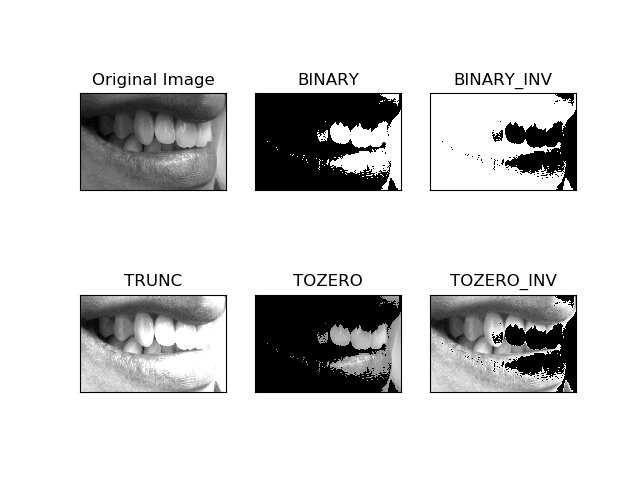 Original Image
BINARY
BINARY_INV
TRUNC
TOZERO
TOZERO_INV